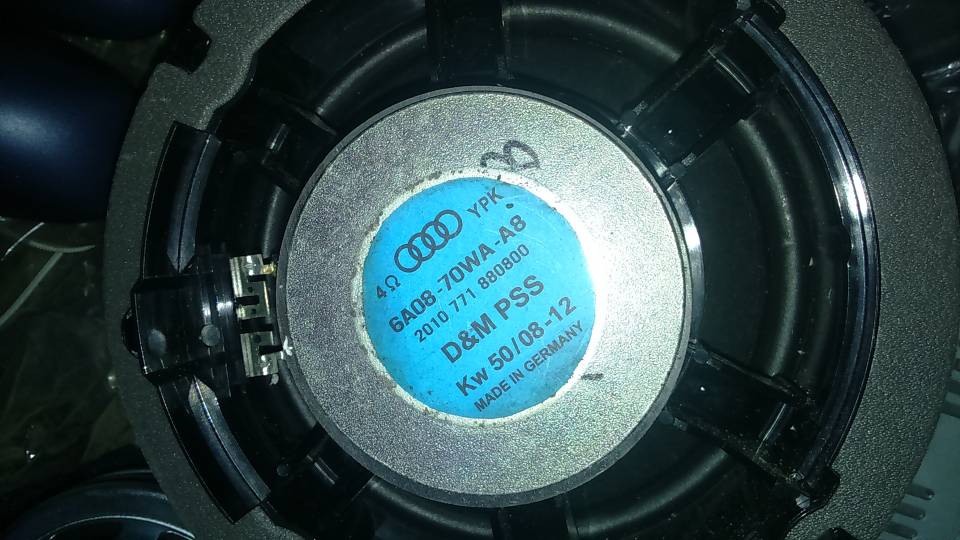 B
YPK
4Ω
6A08-70WA-A8
2010 771 880800
D&M PSS
Kw 50/08-12
MADE IN GERMANY